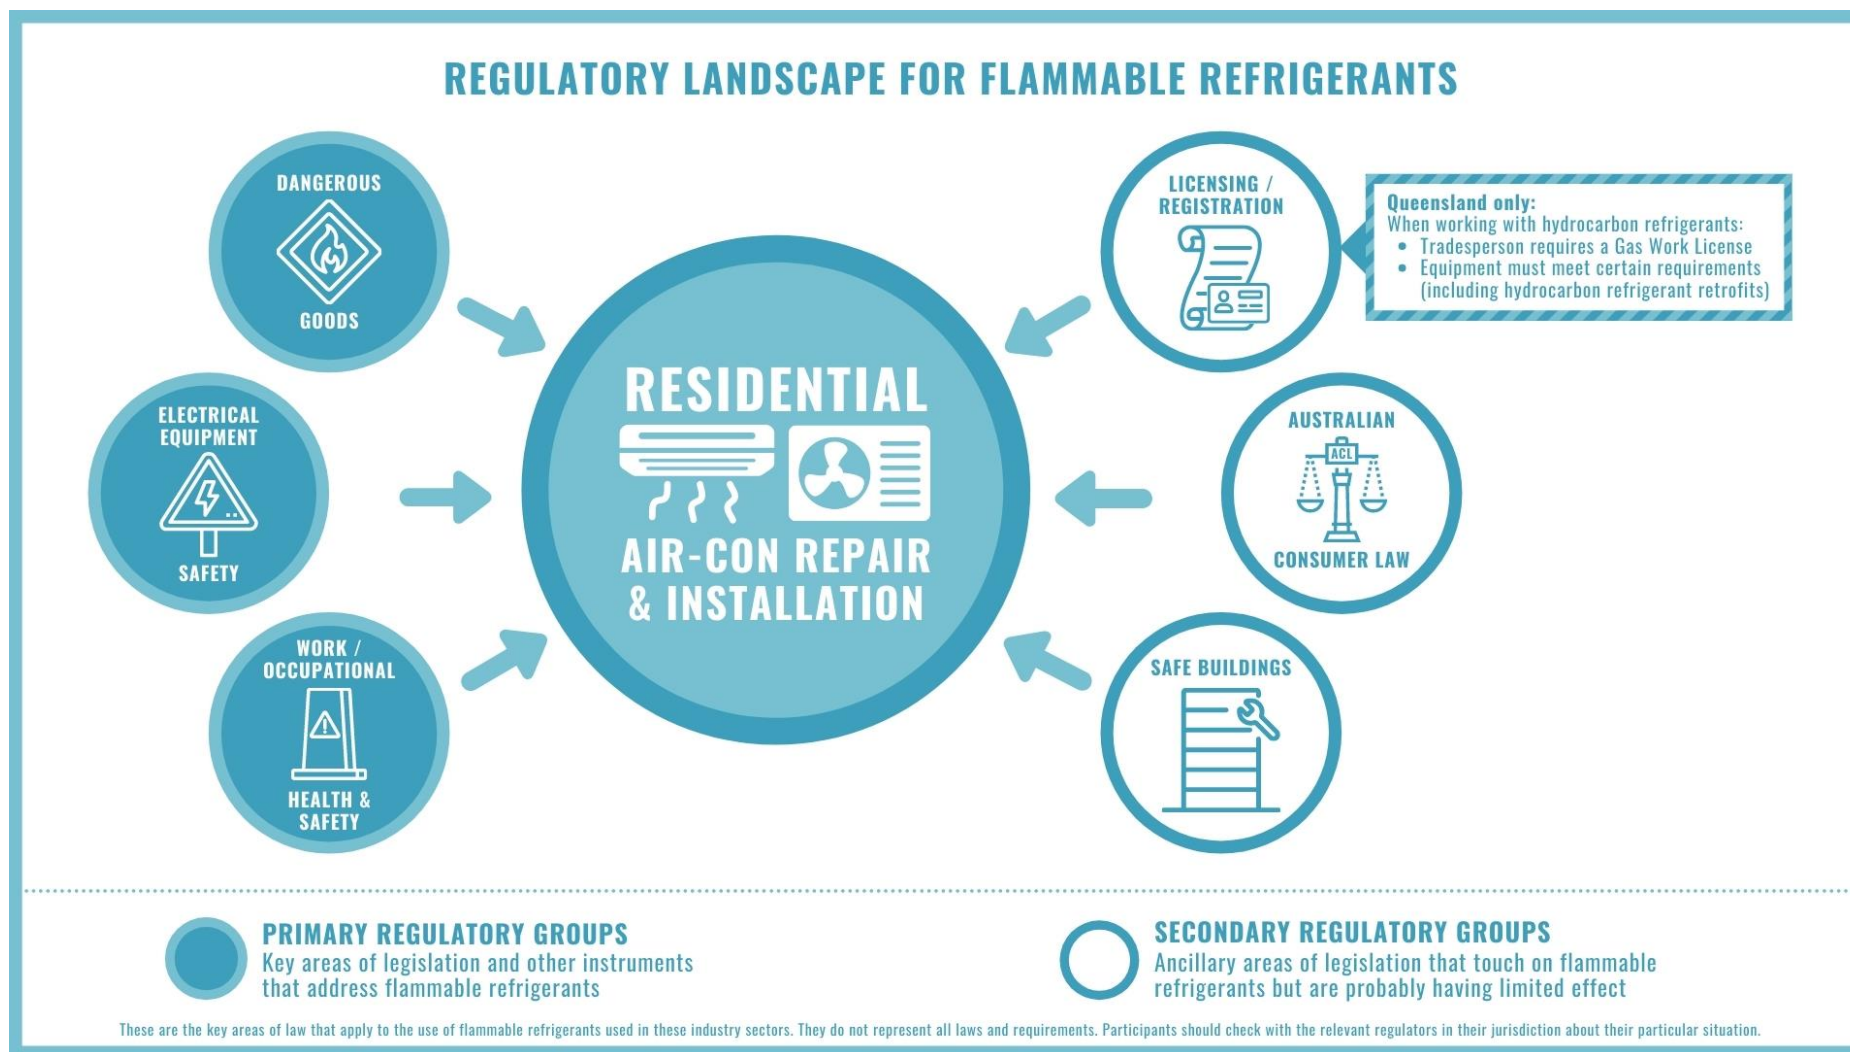 REGULATORY LANDSCAPE FOR FLAMMABLE REFRIGERANTS
DANGEROUS
GOODS
ELECTRICAL
EQUIPMENT
SAFETY
WORK /
OCCUPATIONAL
HEALTH &
SAFETY
RESIDENTIAL
AIR-CON REPAIR
& INSTALLATION
LICENSING /
REGISTRATION
Queensland only:
When working with hydrocarbon refrigerants:
• Tradesperson requires a Gas Work License
• Equipment must meet certain requirements
(including hydrocarbon refrigerant retrofits)
AUSTRALIAN
ACL
CONSUMER LAW
SAFE BUILDINGS
PRIMARY REGULATORY GROUPS
Key areas of legislation and other instruments
that address flammable refrigerants
SECONDARY REGULATORY GROUPS
Ancillary areas of legislation that touch on flammable
refrigerants but are probably having limited effect
These are the key areas of law that apply to the use of flammable refrigerants used in these industry sectors. They do not represent all laws and requirements. Participants should check with the relevant regulators in their jurisdiction about their particular situation.